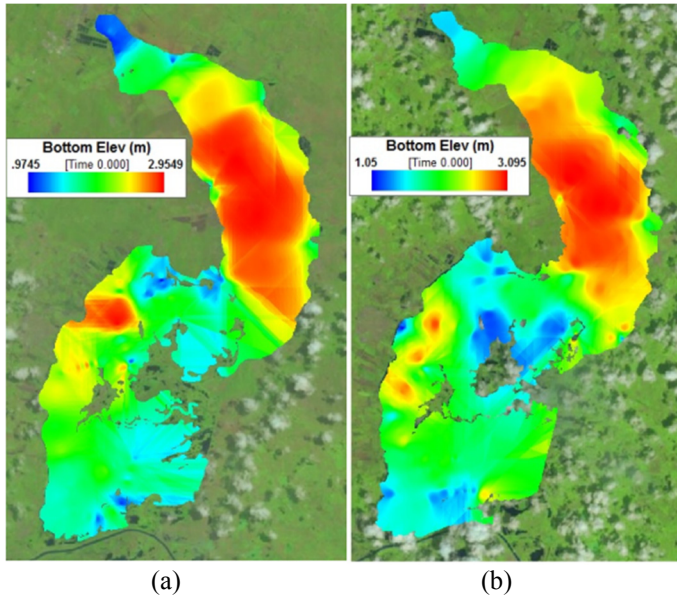 Bottom Elev (m)
[Time 0.000]
.9745 2.9549
Bottom Elev (m)
[Time 0.000]
1.05 3.095
(a) (b)